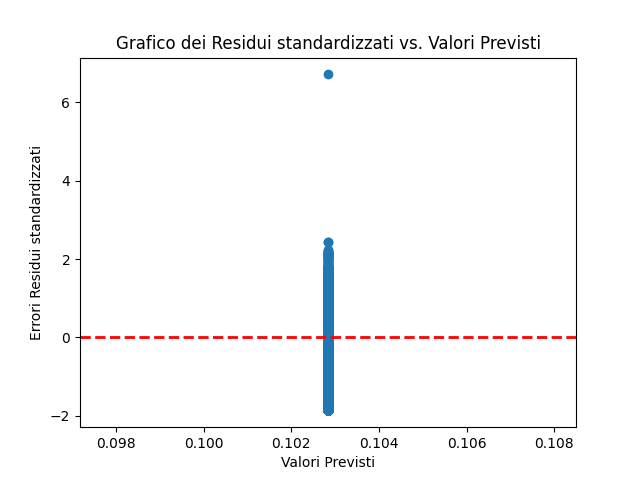 Grafico dei Residui standardizzati vs. Valori Previsti
Errori Residui standardizzati
6
4
2
0
−2
0.098 0.100 0.102 0.104 0.106 0.108
Valori Previsti